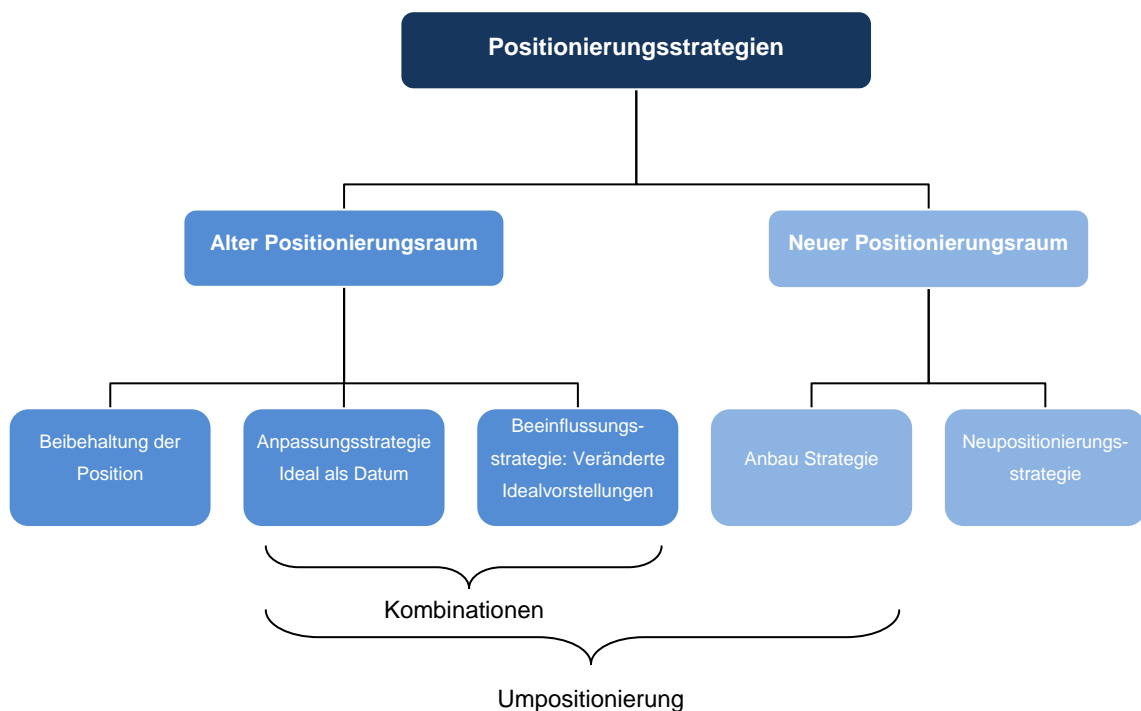 Positionierungsstrategien
Alter Positionierungsraum
Neuer Positionierungsraum
Beibehaltung der
Position
Anpassungsstrategie
Ideal als Datum
Beeinflussungs-
strategie: Veränderte
Idealvorstellungen
Anbau Strategie
Neupositionierungs-
strategie
Kombinationen
Umpositionierung